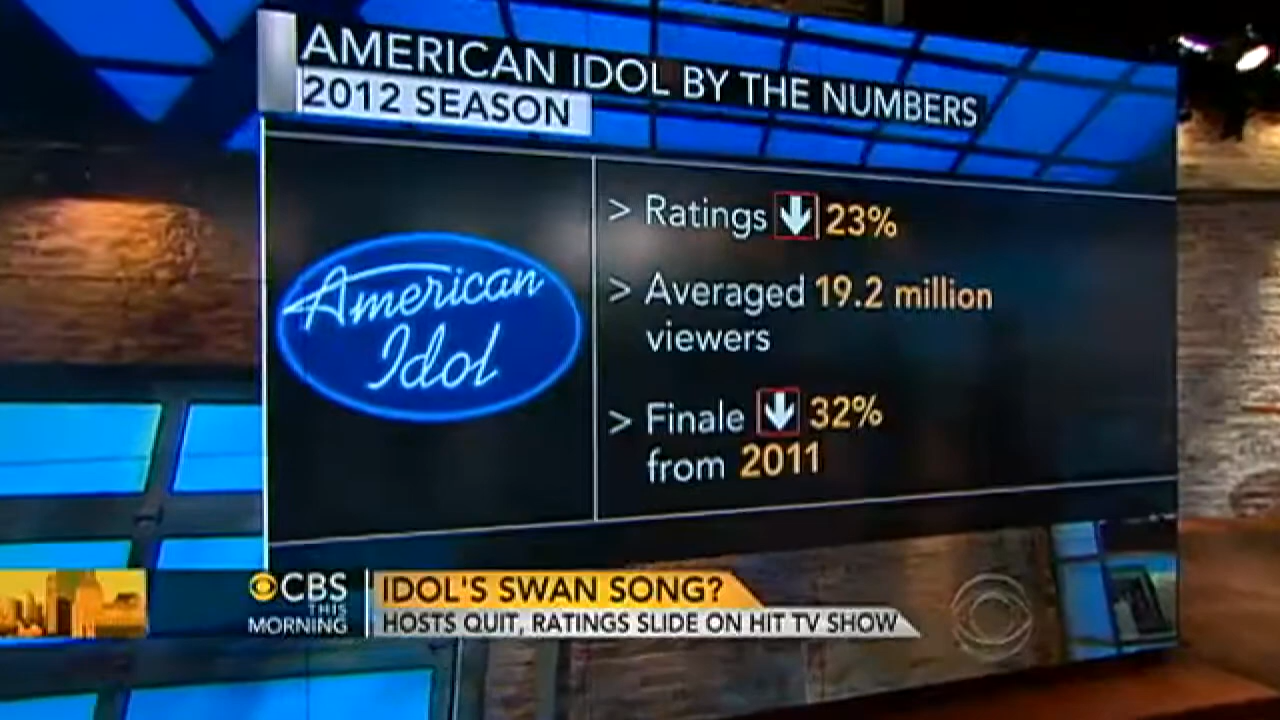 AMERICAN IDOL BY THE NUMBERS
2012 SEASON
American
Idol
> Ratings ↓ 23%
> Averaged 19.2 million
viewers
> Finale ↓ 32%
from 2011
CBS
THIS
MORNING
IDOL'S SWAN SONG?
HOSTS QUIT, RATINGS SLIDE ON HIT TV SHOW